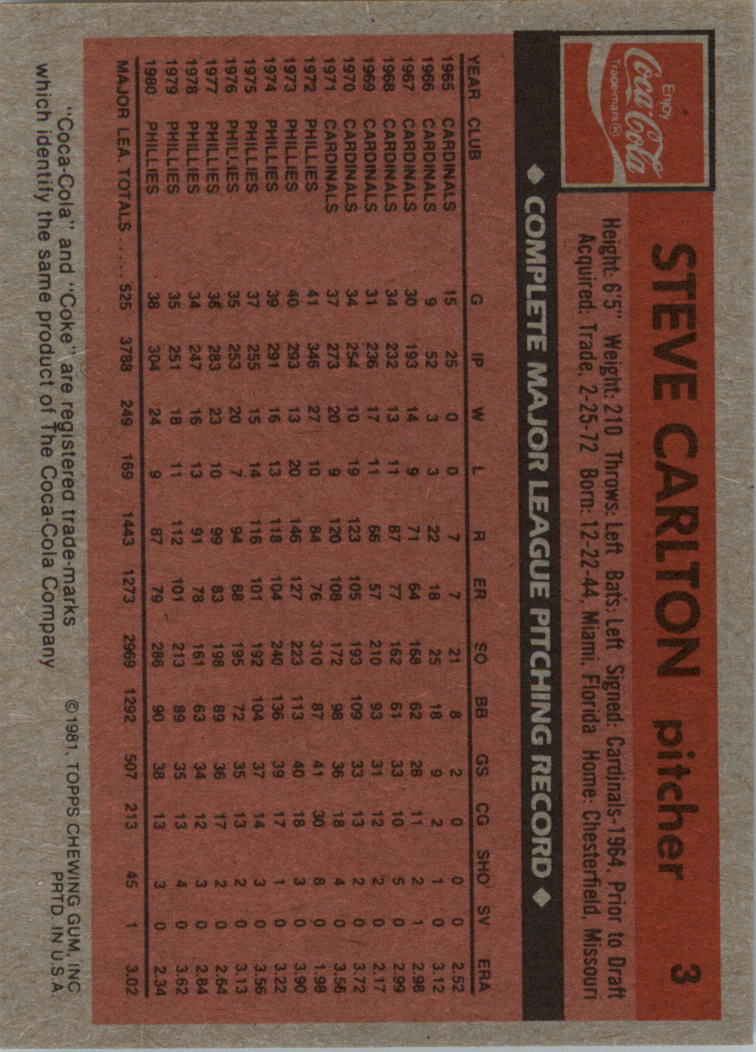 Enjoy
Coca-Cola
Trade-mark®
STEVE CARLTON pitcher 3
Height: 6'5" Weight: 210 Throws: Left Bats: Left Signed: Cardinals-1964, Prior to Draft
Acquired: Trade, 2-25-72 Born: 12-22-44, Miami, Florida Home: Chesterfield, Missouri
◆ COMPLETE MAJOR LEAGUE PITCHING RECORD ◆
YEAR CLUB G IP W L R ER SO BB GS CG SHO SV ERA
1965 CARDINALS 15 25 0 0 7 7 21 8 2 0 0 0 2.52
1966 CARDINALS 9 52 3 3 22 18 25 18 9 2 1 0 3.12
1967 CARDINALS 30 193 14 9 71 64 168 62 28 11 2 1 2.98
1968 CARDINALS 34 232 13 11 87 77 162 61 33 10 5 0 2.99
1969 CARDINALS 31 236 17 11 66 57 210 93 31 12 2 0 2.17
1970 CARDINALS 34 254 10 19 123 105 193 109 33 13 2 0 3.72
1971 CARDINALS 37 273 20 9 120 108 172 98 36 18 4 0 3.56
1972 PHILLIES 41 346 27 10 84 76 310 87 41 30 8 0 1.98
1973 PHILLIES 40 293 13 20 146 127 223 113 40 18 3 0 3.90
1974 PHILLIES 39 291 16 13 118 104 240 136 39 17 1 0 3.22
1975 PHILLIES 37 255 15 14 116 101 192 104 37 14 3 0 3.56
1976 PHILLIES 35 253 20 7 94 88 195 72 35 13 2 0 3.13
1977 PHILLIES 36 283 23 10 99 83 198 89 36 17 2 0 2.64
1978 PHILLIES 34 247 16 13 91 78 161 63 34 12 3 0 2.84
1979 PHILLIES 35 251 18 11 112 101 213 89 35 13 4 0 3.62
1980 PHILLIES 38 304 24 9 87 79 286 90 38 13 3 0 2.34
MAJOR LEA. TOTALS ..... 525 3788 249 169 1443 1273 2969 1292 507 213 45 1 3.02
"Coca-Cola" and "Coke" are registered trade-marks
which identify the same product of The Coca-Cola Company
©1981, TOPPS CHEWING GUM, INC
PRTD. IN U.S.A.